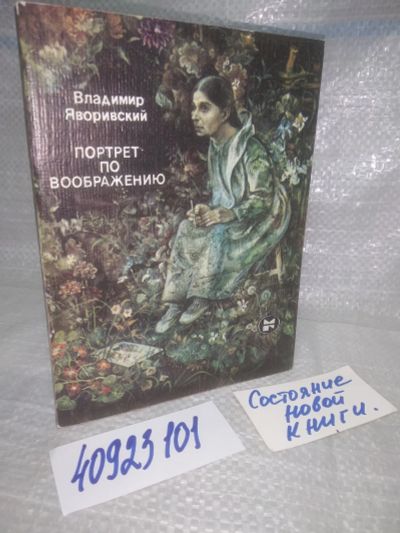 Владимир
Яворивский
ПОРТРЕТ ПО
ВООБРАЖЕНИЮ
40923101
Состояние
новой
книги.